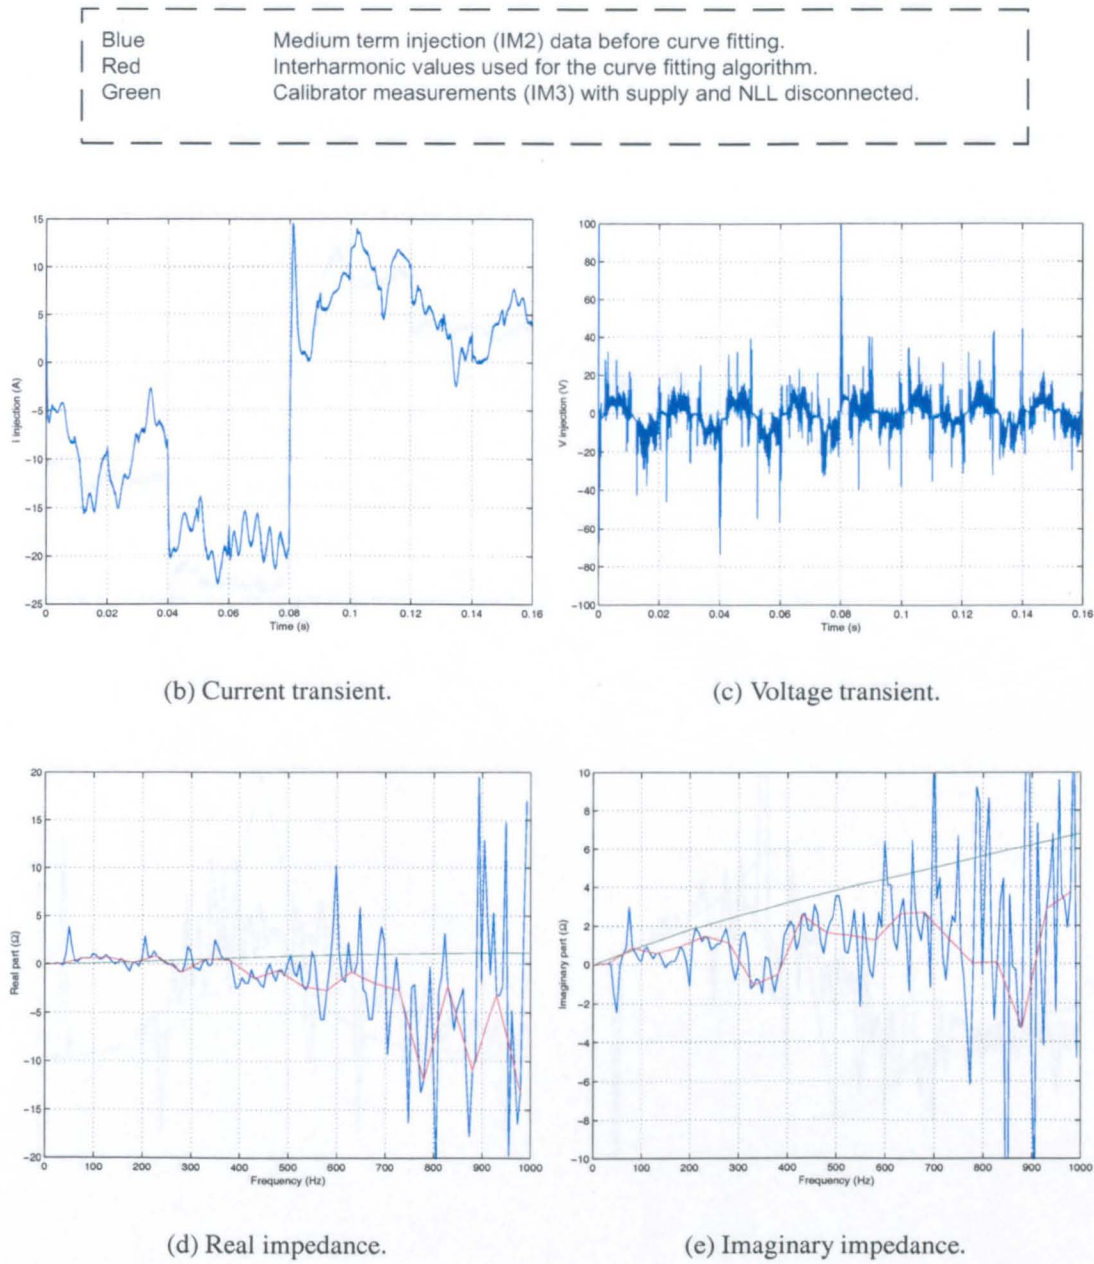 Blue Medium term injection (IM2) data before curve fitting.
Red Interharmonic values used for the curve fitting algorithm.
Green Calibrator measurements (IM3) with supply and NLL disconnected.
15
10
5
0
−5
−10
−15
−20
−25
I injection (A)
0 0.02 0.04 0.06 0.08 0.1 0.12 0.14 0.16
Time (s)
100
80
60
40
20
0
−20
−40
−60
−80
−100
V injection (V)
0 0.02 0.04 0.06 0.08 0.1 0.12 0.14 0.16
Time (s)
(b) Current transient.
(c) Voltage transient.
20
15
10
5
0
−5
−10
−15
−20
Real part (Ω)
0 100 200 300 400 500 600 700 800 900 1000
Frequency (Hz)
10
8
6
4
2
0
−2
−4
−6
−8
−10
Imaginary part (Ω)
0 100 200 300 400 500 600 700 800 900 1000
Frequency (Hz)
(d) Real impedance.
(e) Imaginary impedance.